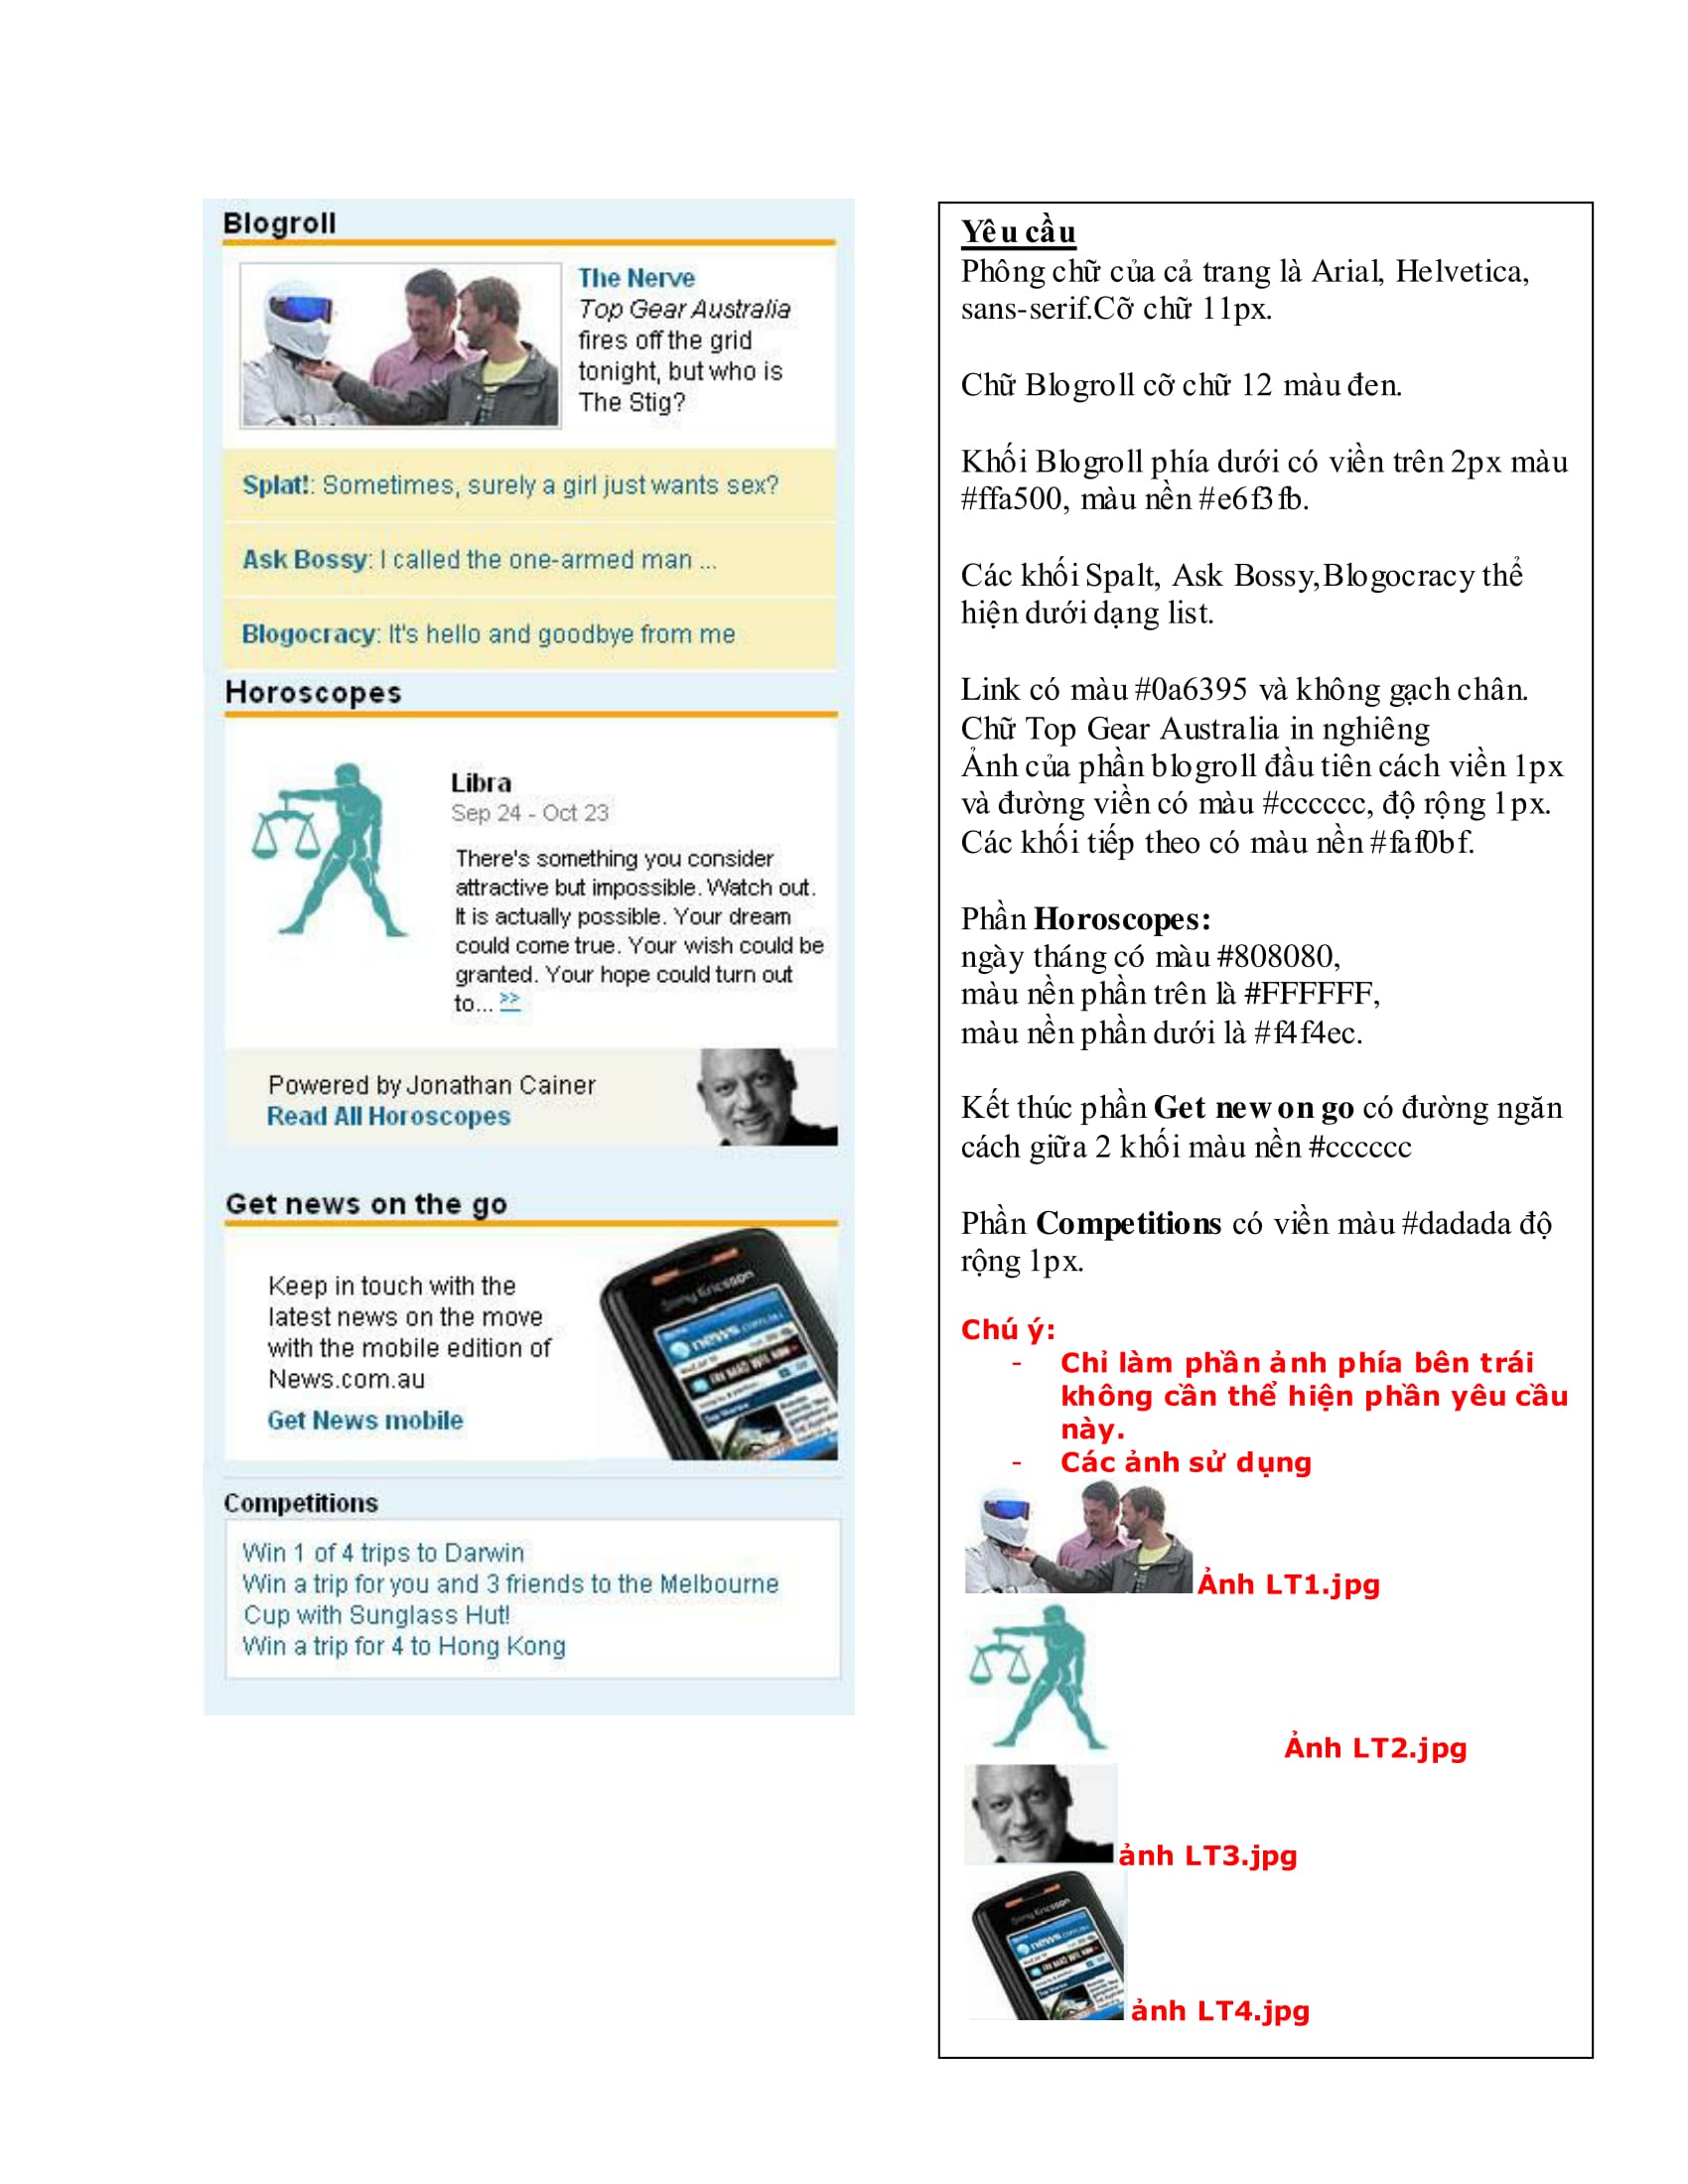 Blogroll
The Nerve
Top Gear Australia
fires off the grid
tonight, but who is
The Stig?
Splat!: Sometimes, surely a girl just wants sex?
Ask Bossy: I called the one-armed man ...
Blogocracy: It's hello and goodbye from me
Horoscopes
Libra
Sep 24 - Oct 23
There's something you consider
attractive but impossible. Watch out.
It is actually possible. Your dream
could come true. Your wish could be
granted. Your hope could turn out
to... >>
Powered by Jonathan Cainer
Read All Horoscopes
Get news on the go
Keep in touch with the
latest news on the move
with the mobile edition of
News.com.au
Get News mobile
Sony Ericsson
news.com.au
Competitions
Win 1 of 4 trips to Darwin
Win a trip for you and 3 friends to the Melbourne
Cup with Sunglass Hut!
Win a trip for 4 to Hong Kong
Yêu cầu
Phông chữ của cả trang là Arial, Helvetica,
sans-serif.Cỡ chữ 11px.
Chữ Blogroll cỡ chữ 12 màu đen.
Khối Blogroll phía dưới có viền trên 2px màu
#ffa500, màu nền #e6f3fb.
Các khối Spalt, Ask Bossy,Blogocracy thể
hiện dưới dạng list.
Link có màu #0a6395 và không gạch chân.
Chữ Top Gear Australia in nghiêng
Ảnh của phần blogroll đầu tiên cách viền 1px
và đường viền có màu #cccccc, độ rộng 1px.
Các khối tiếp theo có màu nền #faf0bf.
Phần Horoscopes:
ngày tháng có màu #808080,
màu nền phần trên là #FFFFFF,
màu nền phần dưới là #f4f4ec.
Kết thúc phần Get new on go có đường ngăn
cách giữa 2 khối màu nền #cccccc
Phần Competitions có viền màu #dadada độ
rộng 1px.
Chú ý:
- Chỉ làm phần ảnh phía bên trái
không cần thể hiện phần yêu cầu
này.
- Các ảnh sử dụng
Ảnh LT1.jpg
Ảnh LT2.jpg
ảnh LT3.jpg
Sony Ericsson
news.com.au
ảnh LT4.jpg